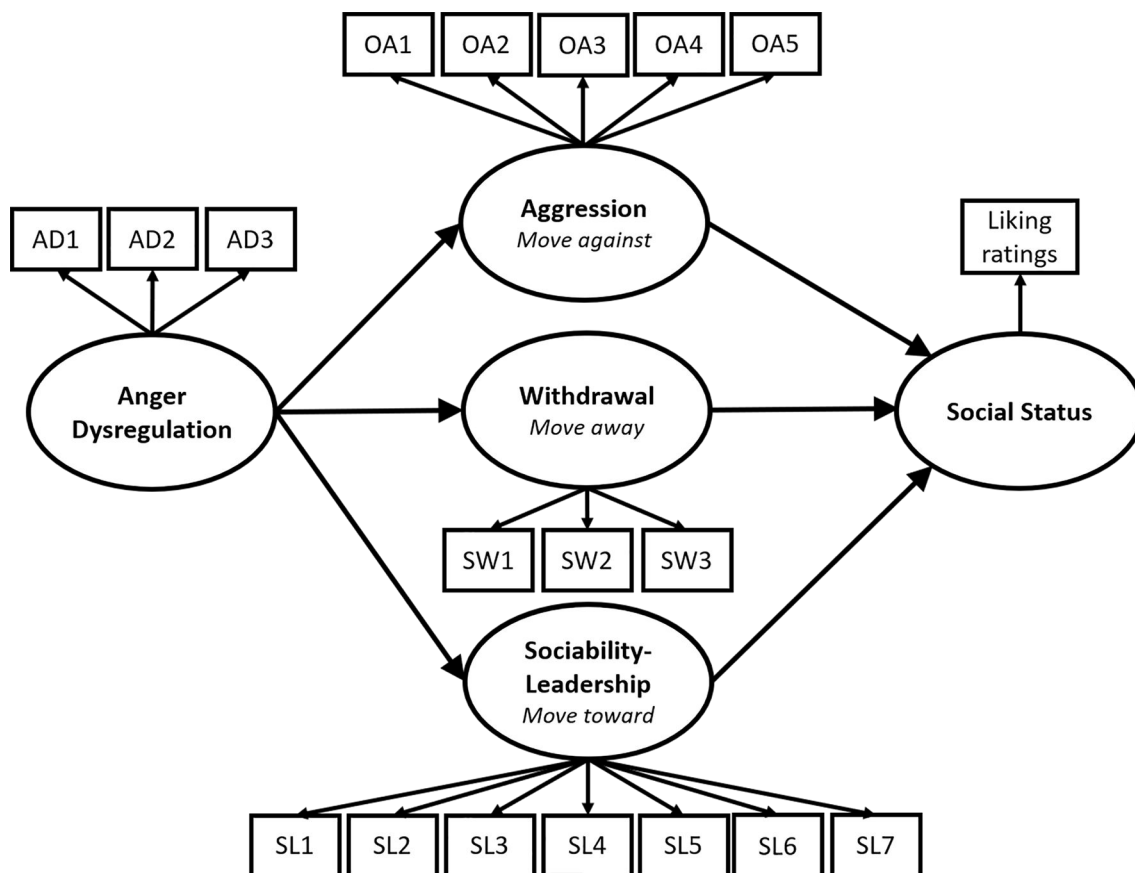 OA1 OA2 OA3 OA4 OA5
Aggression
Move against
AD1 AD2 AD3
Liking
ratings
Anger
Dysregulation
Withdrawal
Move away
Social Status
SW1 SW2 SW3
Sociability-
Leadership
Move toward
SL1 SL2 SL3 SL4 SL5 SL6 SL7